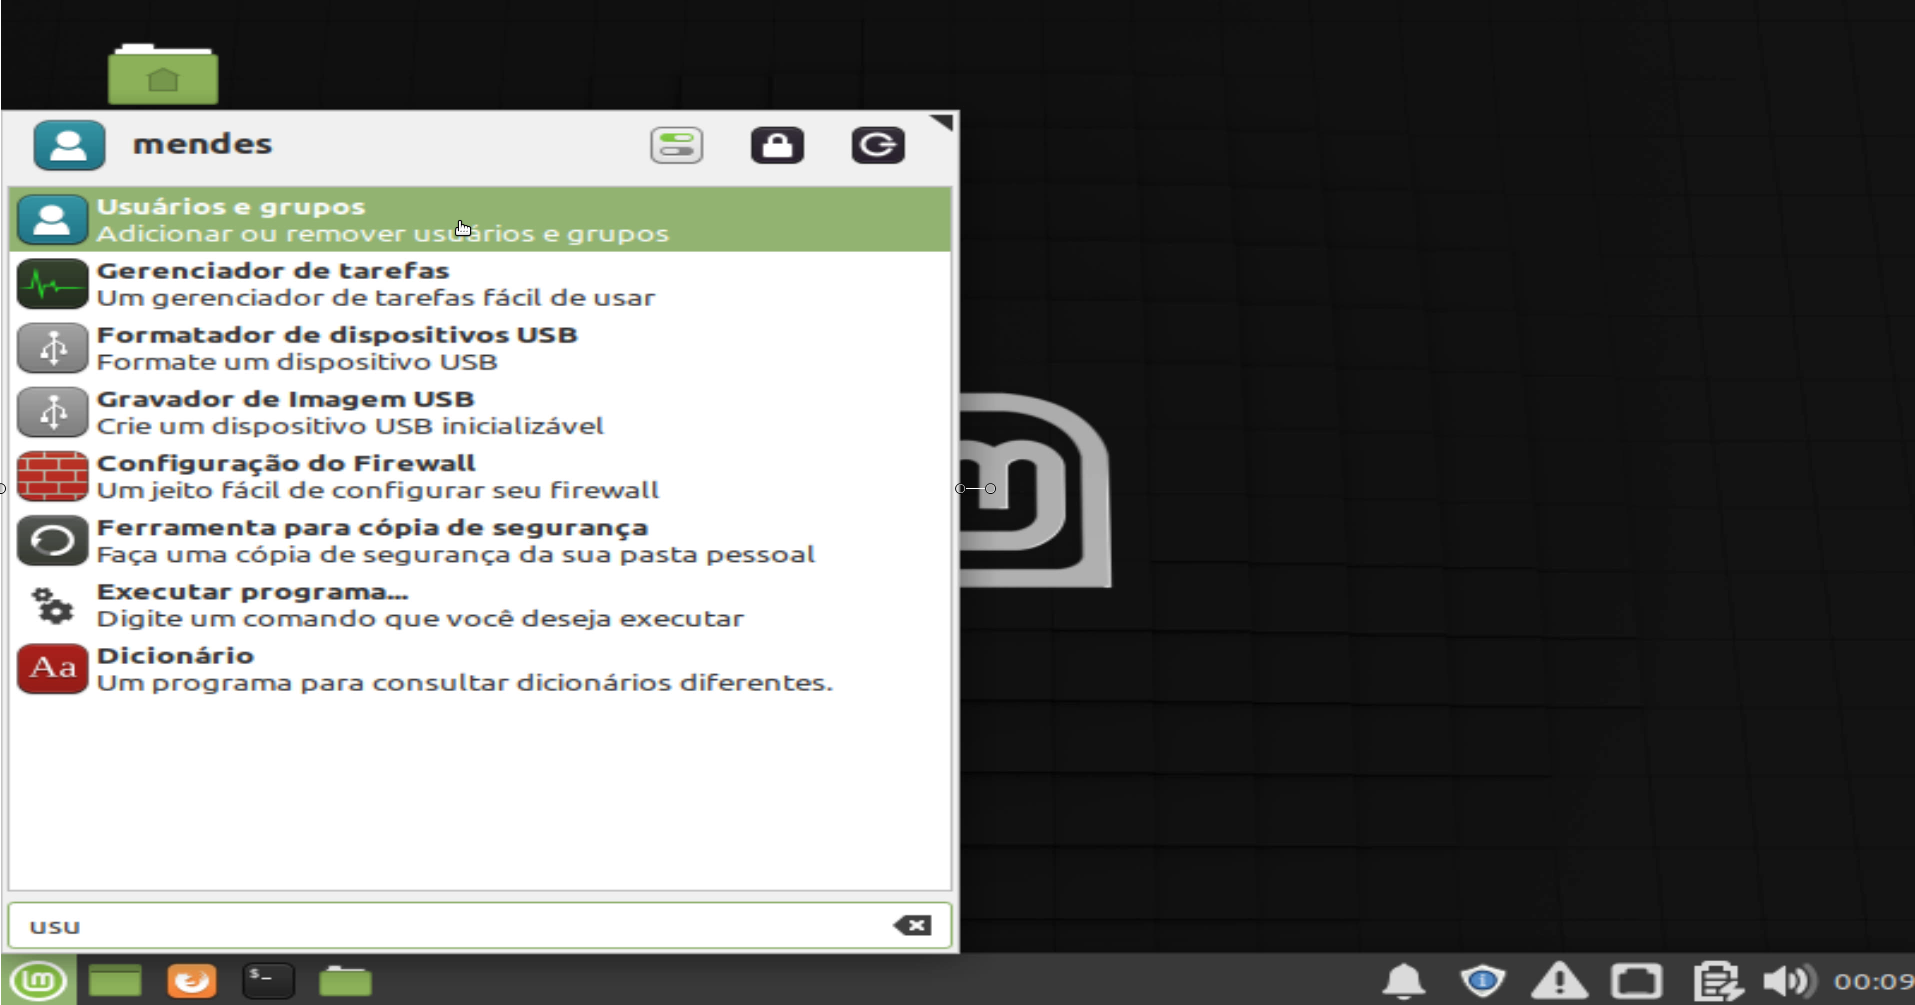 mendes
Usuários e grupos
Adicionar ou remover usuários e grupos
Gerenciador de tarefas
Um gerenciador de tarefas fácil de usar
Formatador de dispositivos USB
Formate um dispositivo USB
Gravador de Imagem USB
Crie um dispositivo USB inicializável
Configuração do Firewall
Um jeito fácil de configurar seu firewall
Ferramenta para cópia de segurança
Faça uma cópia de segurança da sua pasta pessoal
Executar programa...
Digite um comando que você deseja executar
Aa
Dicionário
Um programa para consultar dicionários diferentes.
usu
$_
00:09